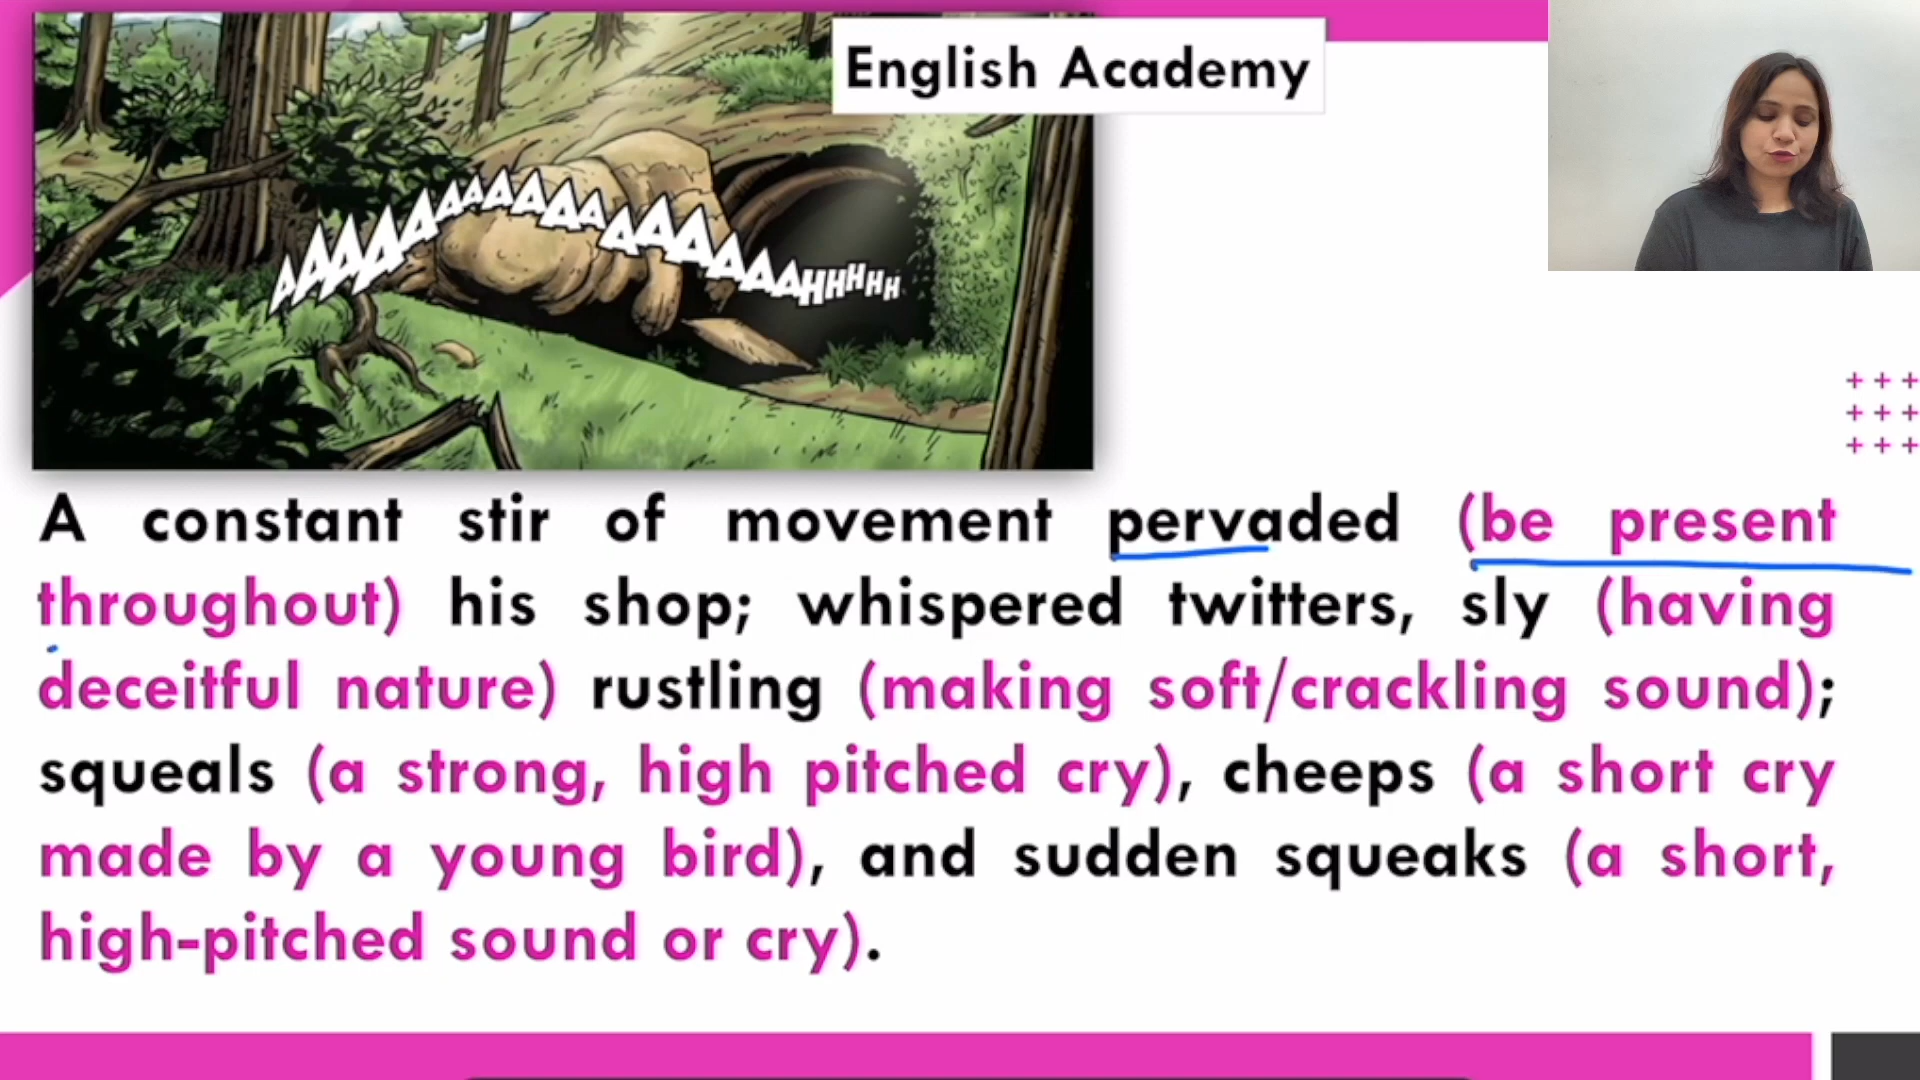 English Academy
AAAAAAAAAAAAAAAAAAAAHHHHH
A constant stir of movement pervaded (be present
throughout) his shop; whispered twitters, sly (having
deceitful nature) rustling (making soft/crackling sound);
squeals (a strong, high pitched cry), cheeps (a short cry
made by a young bird), and sudden squeaks (a short,
high-pitched sound or cry).